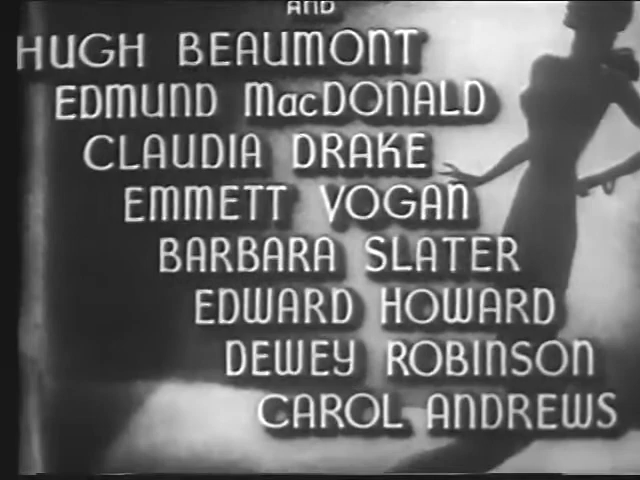 AND
HUGH BEAUMONT
EDMUND MacDONALD
CLAUDIA DRAKE
EMMETT VOGAN
BARBARA SLATER
EDWARD HOWARD
DEWEY ROBINSON
CAROL ANDREWS